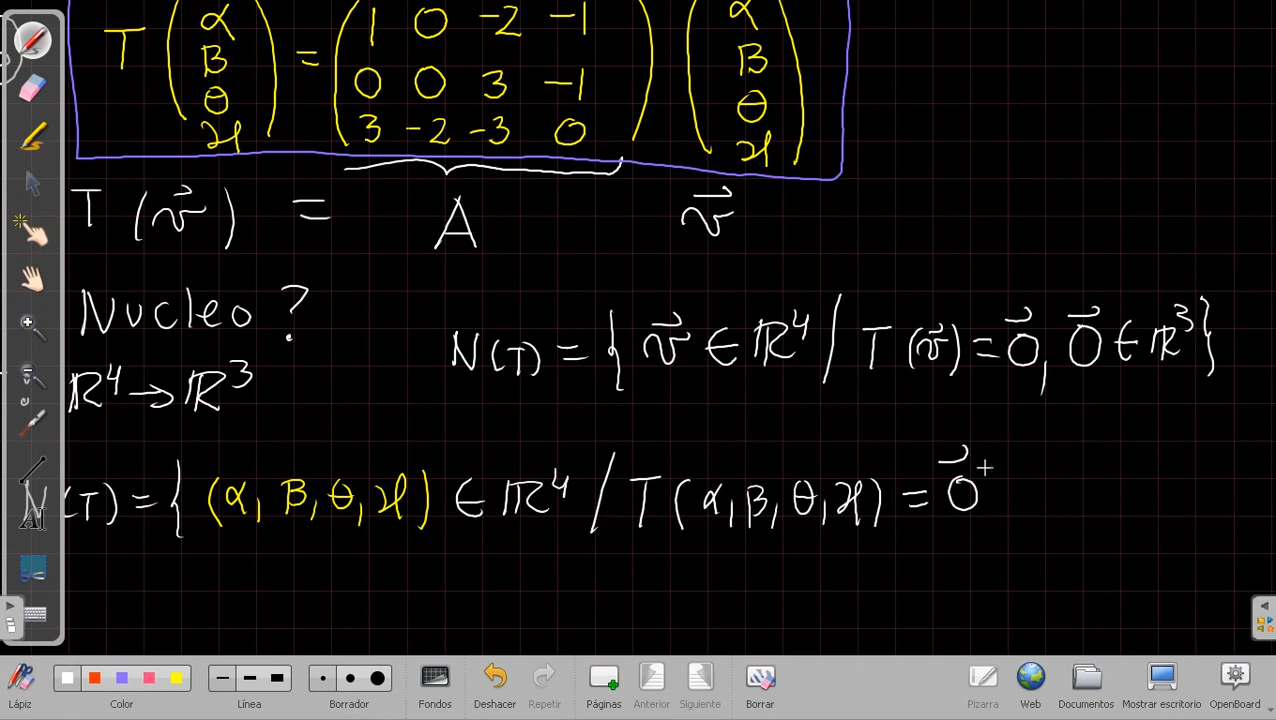 T (α β θ ϰ) = (1 0 -2 -1 / 0 0 3 -1 / 3 -2 -3 0) (α β θ ϰ)
T (v⃗) = A v⃗
Nucleo ?
N(T) = { v⃗ ∈ ℝ⁴ / T(v⃗) = 0⃗, 0⃗ ∈ ℝ³}
ℝ⁴ → ℝ³
N(T) = { (α, β, θ, ϰ) ∈ ℝ⁴ / T(α, β, θ, ϰ) = 0⃗
Lápiz
Color
Línea
Borrador
Fondos
Deshacer
Repetir
Páginas
Anterior
Siguiente
Borrar
Pizarra
Web
Documentos
Mostrar escritorio
OpenBoard